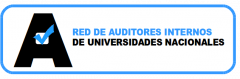 RED DE AUDITORES INTERNOS
DE UNIVERSIDADES NACIONALES